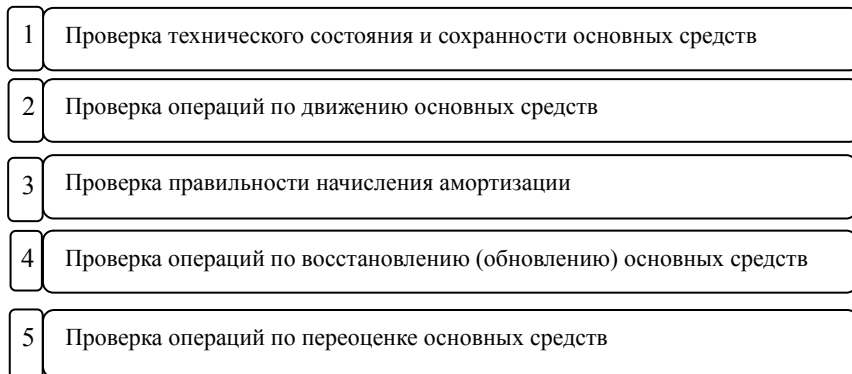 1 Проверка технического состояния и сохранности основных средств
2 Проверка операций по движению основных средств
3 Проверка правильности начисления амортизации
4 Проверка операций по восстановлению (обновлению) основных средств
5 Проверка операций по переоценке основных средств